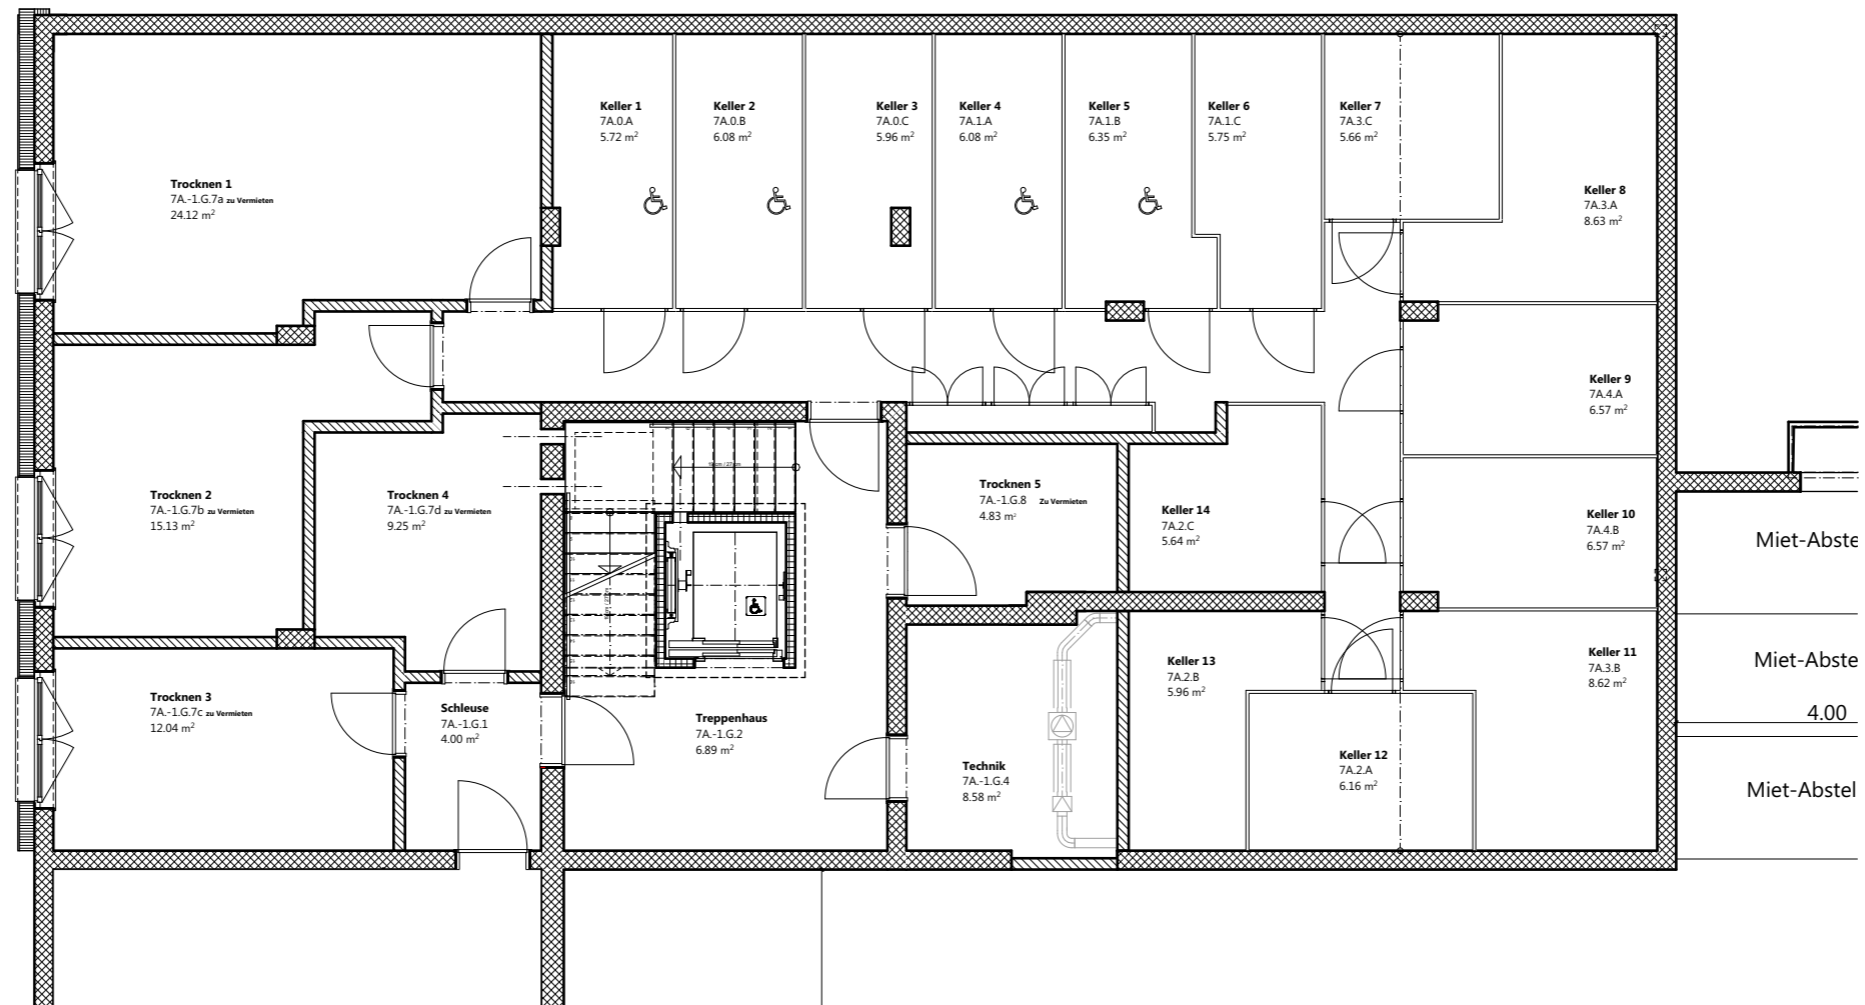 Keller 1
7A.0.A
5.72 m²
Keller 2
7A.0.B
6.08 m²
Keller 3
7A.0.C
5.96 m²
Keller 4
7A.1.A
6.08 m²
Keller 5
7A.1.B
6.35 m²
Keller 6
7A.1.C
5.75 m²
Keller 7
7A.3.C
5.66 m²
Trocknen 1
7A.-1.G.7a zu Vermieten
24.12 m²
Keller 8
7A.3.A
8.63 m²
Keller 9
7A.4.A
6.57 m²
Trocknen 2
7A.-1.G.7b zu Vermieten
15.13 m²
Trocknen 4
7A.-1.G.7d zu Vermieten
9.25 m²
Trocknen 5
7A.-1.G.8 Zu Vermieten
4.83 m²
Keller 14
7A.2.C
5.64 m²
Keller 10
7A.4.B
6.57 m²
Miet-Abste
Keller 13
7A.2.B
5.96 m²
Keller 11
7A.3.B
8.62 m²
Miet-Abste
4.00
Trocknen 3
7A.-1.G.7c zu Vermieten
12.04 m²
Schleuse
7A.-1.G.1
4.00 m²
Treppenhaus
7A.-1.G.2
6.89 m²
Technik
7A.-1.G.4
8.58 m²
Keller 12
7A.2.A
6.16 m²
Miet-Abstel